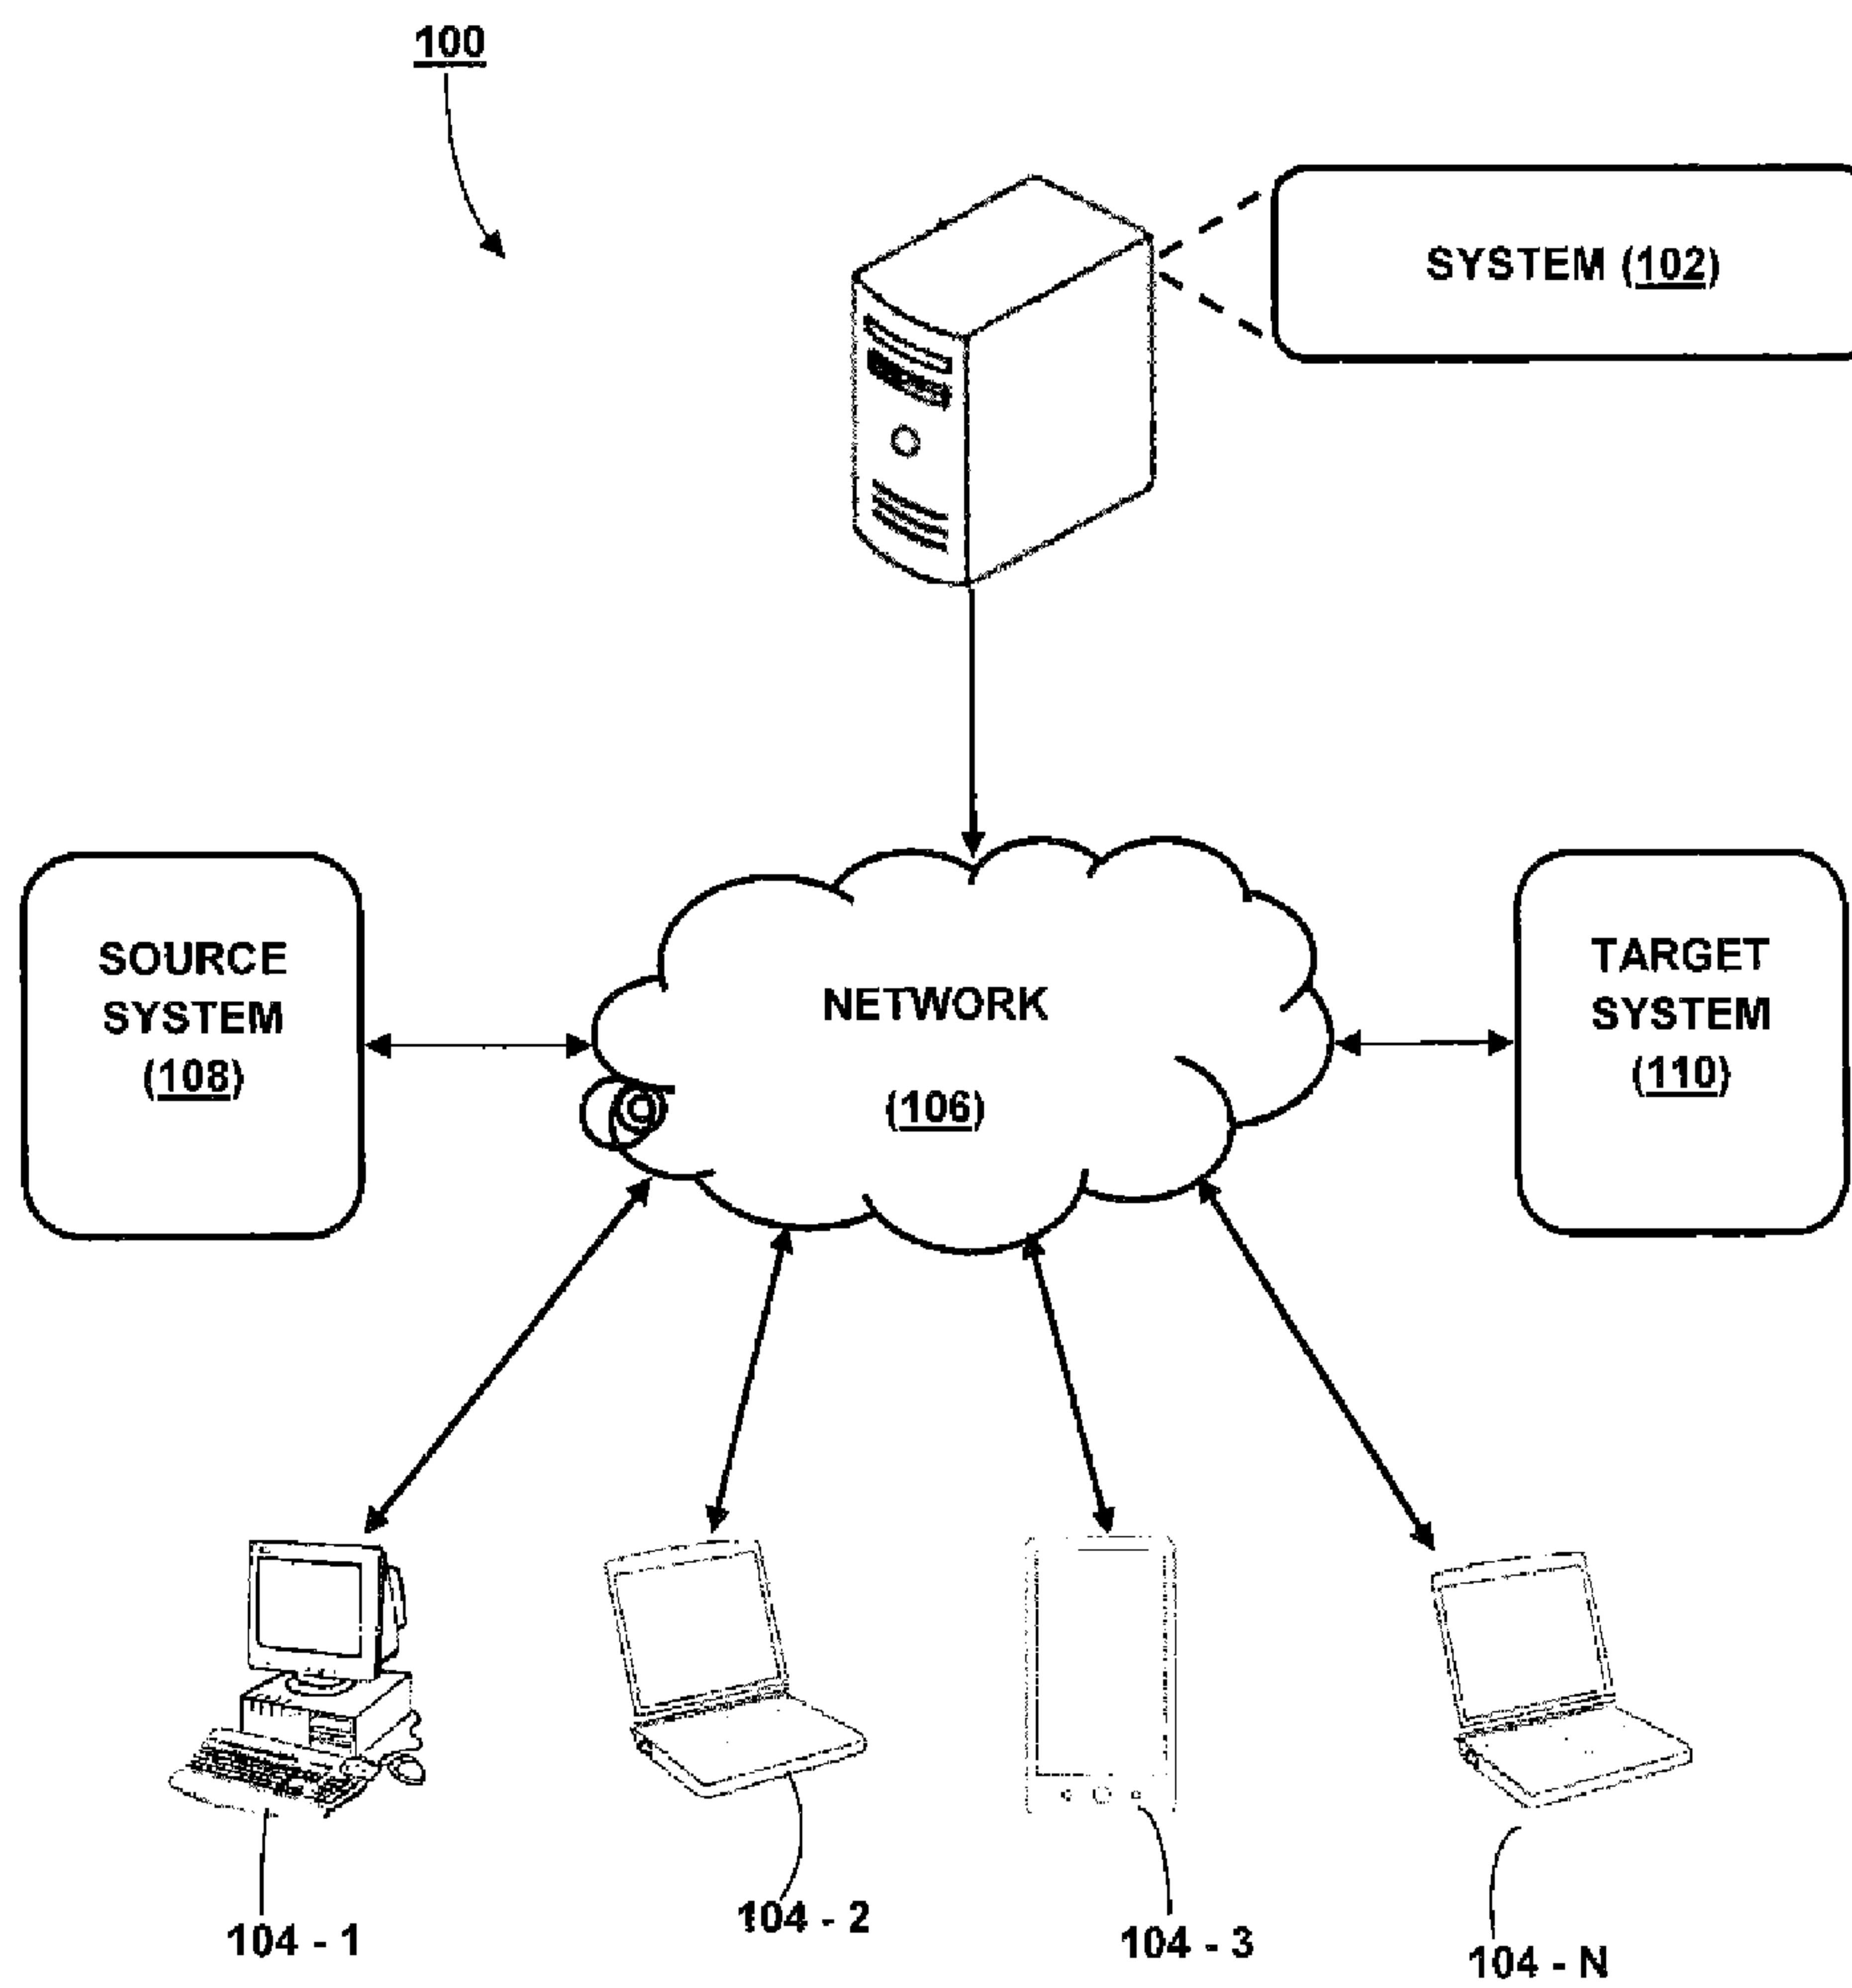 100
SYSTEM (102)
SOURCE
SYSTEM
(108)
NETWORK
(106)
TARGET
SYSTEM
(110)
104 - 1
104 - 2
104 - 3
104 - N